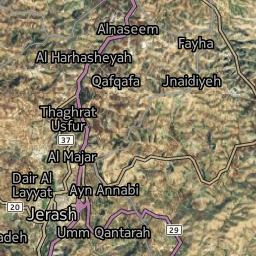 Alnaseem
Fayha
Al Harhasheyah
Qafqafa
Jnaidiyeh
Thaghrat
Usfur
37
Al Majar
Dair Al
Layyat
Ayn Annabi
20
Jerash
29
Umm Qantarah
adeh